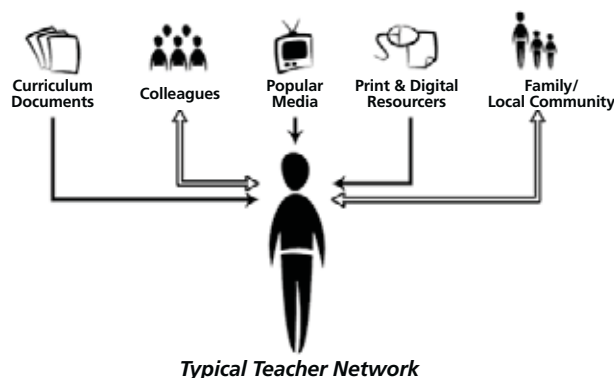 Curriculum
Documents
Colleagues
Popular
Media
Print & Digital
Resourcers
Family/
Local Community
Typical Teacher Network